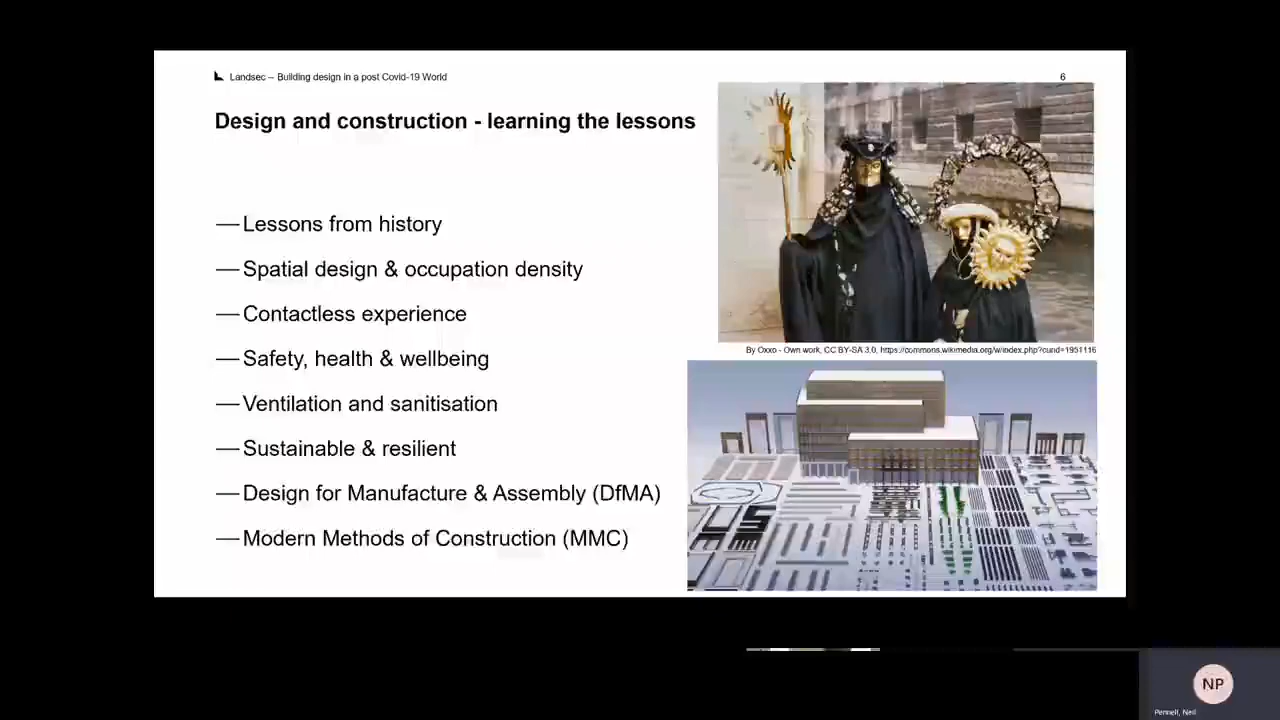 Landsec – Building design in a post Covid-19 World
6
Design and construction - learning the lessons
— Lessons from history
— Spatial design & occupation density
— Contactless experience
— Safety, health & wellbeing
— Ventilation and sanitisation
— Sustainable & resilient
— Design for Manufacture & Assembly (DfMA)
— Modern Methods of Construction (MMC)
By Oxxo - Own work, CC BY-SA 3.0, https://commons.wikimedia.org/w/index.php?curid=1951116
NP
Pennell, Neil